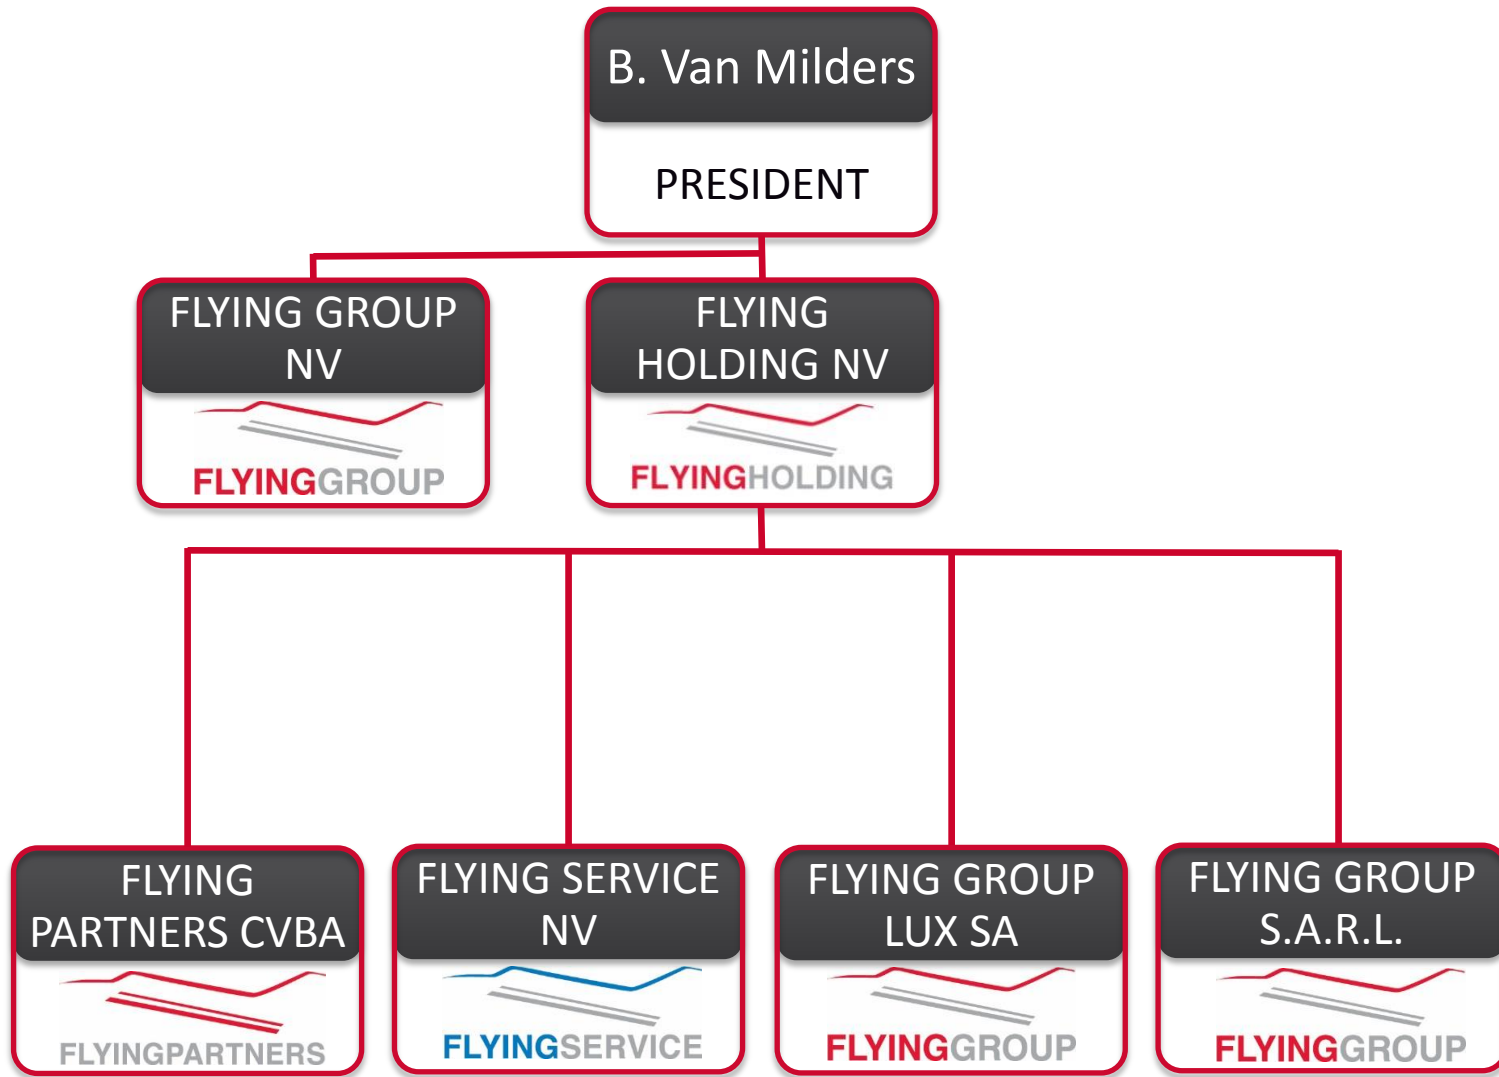 B. Van Milders
PRESIDENT
FLYING GROUP
NV
FLYINGGROUP
FLYING
HOLDING NV
FLYINGHOLDING
FLYING
PARTNERS CVBA
FLYINGPARTNERS
FLYING SERVICE
NV
FLYINGSERVICE
FLYING GROUP
LUX SA
FLYINGGROUP
FLYING GROUP
S.A.R.L.
FLYINGGROUP